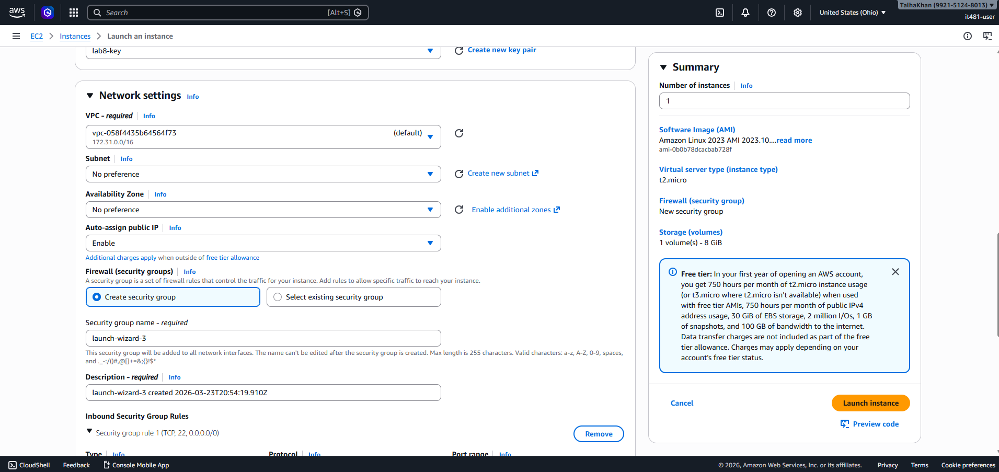 aws
Search
[Alt+S]
United States (Ohio)
TalhaKhan (9921-5124-8013)
it481-user
EC2
Instances
Launch an instance
lab8-key
Create new key pair
Network settings
Info
VPC - required
Info
vpc-058f4435b64564f73
(default)
172.31.0.0/16
Subnet
Info
No preference
Create new subnet
Availability Zone
Info
No preference
Enable additional zones
Auto-assign public IP
Info
Enable
Additional charges apply when outside of free tier allowance
Firewall (security groups)
Info
A security group is a set of firewall rules that control the traffic for your instance. Add rules to allow specific traffic to reach your instance.
Create security group
Select existing security group
Security group name - required
launch-wizard-3
This security group will be added to all network interfaces. The name can't be edited after the security group is created. Max length is 255 characters. Valid characters: a-z, A-Z, 0-9, spaces,
and ._-:/()#,@[]+=&;{}!$*
Description - required
Info
launch-wizard-3 created 2026-03-23T20:54:19.910Z
Inbound Security Group Rules
Security group rule 1 (TCP, 22, 0.0.0.0/0)
Remove
Type
Info
Protocol
Info
Port range
Info
Summary
Number of instances
Info
1
Software Image (AMI)
Amazon Linux 2023 AMI 2023.10....read more
ami-0b0b78dcacbab728f
Virtual server type (instance type)
t2.micro
Firewall (security group)
New security group
Storage (volumes)
1 volume(s) - 8 GiB
Free tier: In your first year of opening an AWS account,
you get 750 hours per month of t2.micro instance usage
(or t3.micro where t2.micro isn't available) when used
with free tier AMIs, 750 hours per month of public IPv4
address usage, 30 GiB of EBS storage, 2 million I/Os, 1 GB
of snapshots, and 100 GB of bandwidth to the internet.
Data transfer charges are not included as part of the free
tier allowance. Charges may apply depending on your
account's free tier status.
Cancel
Launch instance
Preview code
CloudShell
Feedback
Console Mobile App
© 2026, Amazon Web Services, Inc. or its affiliates.
Privacy
Terms
Cookie preferences